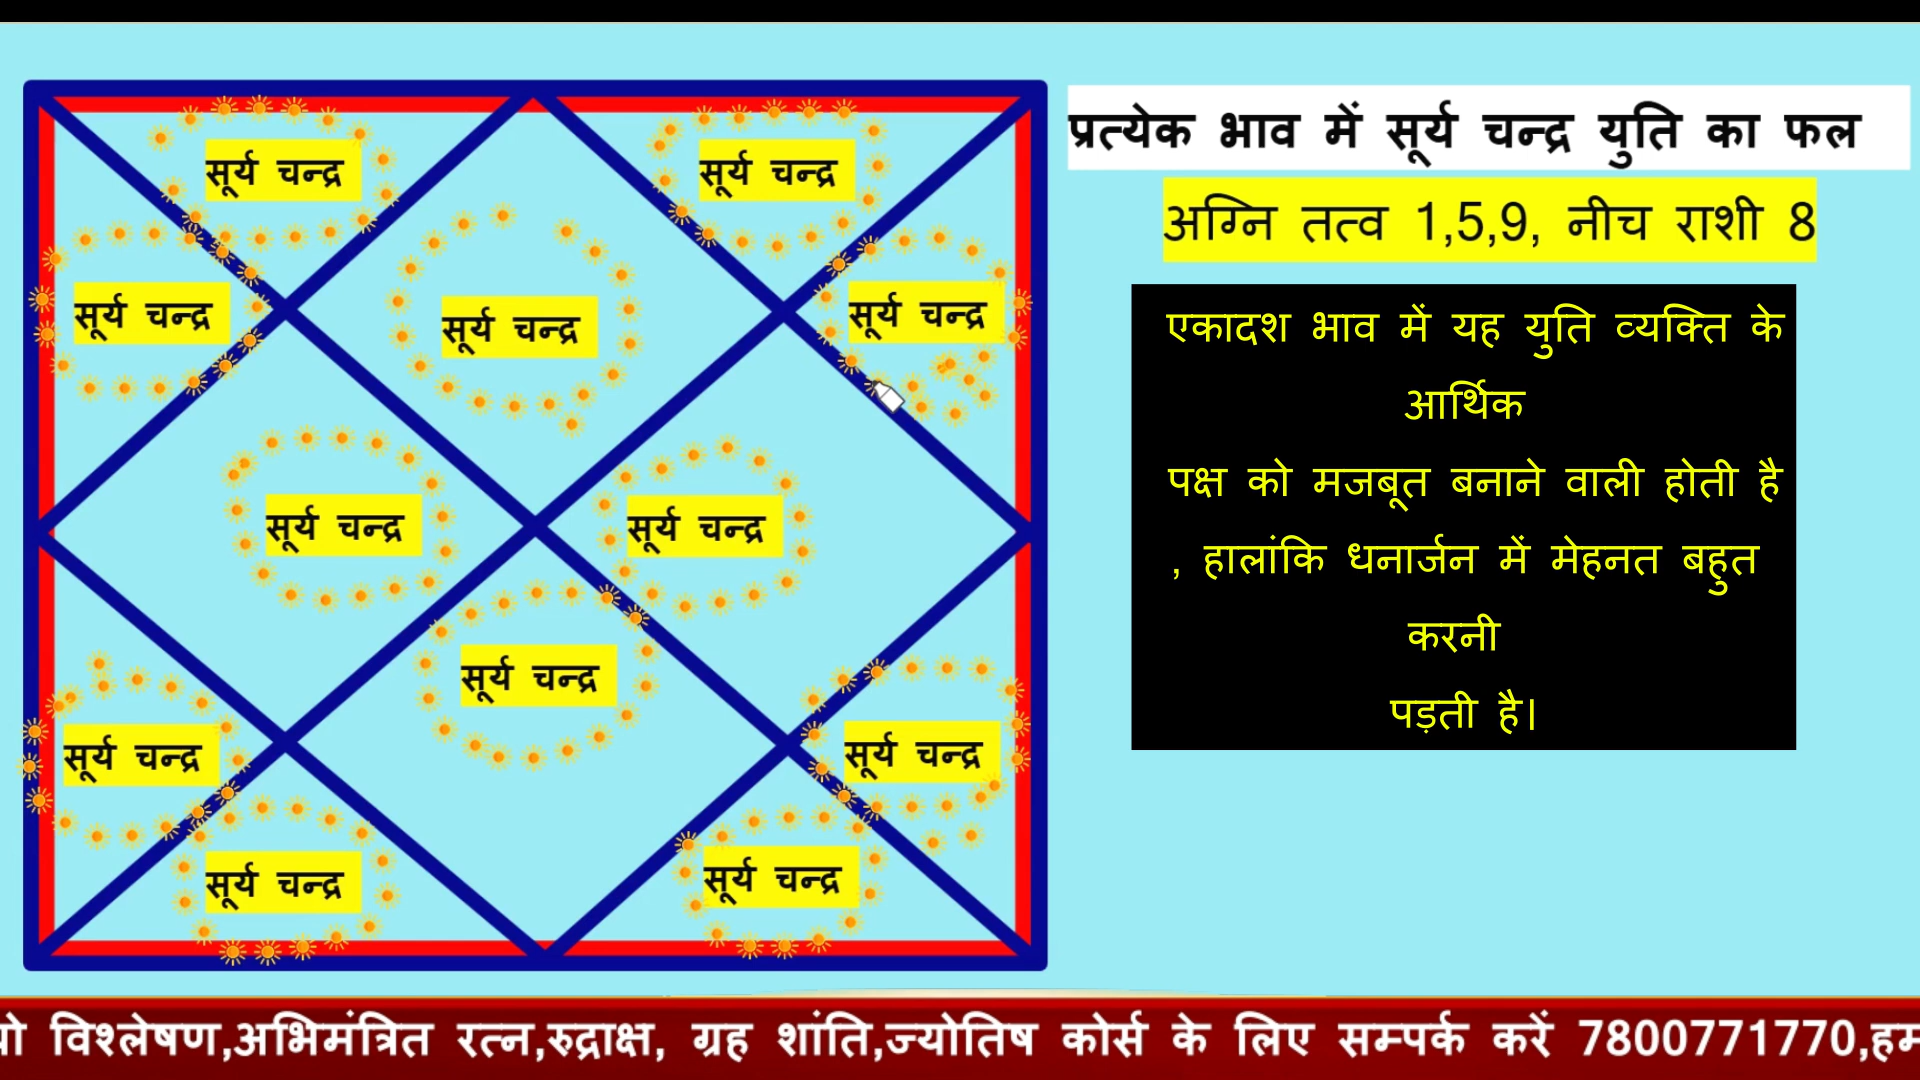 प्रत्येक भाव में सूर्य चन्द्र युति का फल
अग्नि तत्व 1,5,9, नीच राशी 8
सूर्य चन्द्र
सूर्य चन्द्र
सूर्य चन्द्र
सूर्य चन्द्र
सूर्य चन्द्र
सूर्य चन्द्र
सूर्य चन्द्र
सूर्य चन्द्र
सूर्य चन्द्र
सूर्य चन्द्र
सूर्य चन्द्र
सूर्य चन्द्र
एकादश भाव में यह युति व्यक्ति के
आर्थिक
पक्ष को मजबूत बनाने वाली होती है
, हालांकि धनार्जन में मेहनत बहुत
करनी
पड़ती है।
विश्लेषण,अभिमंत्रित रत्न,रुद्राक्ष, ग्रह शांति,ज्योतिष कोर्स के लिए सम्पर्क करें 7800771770,हम